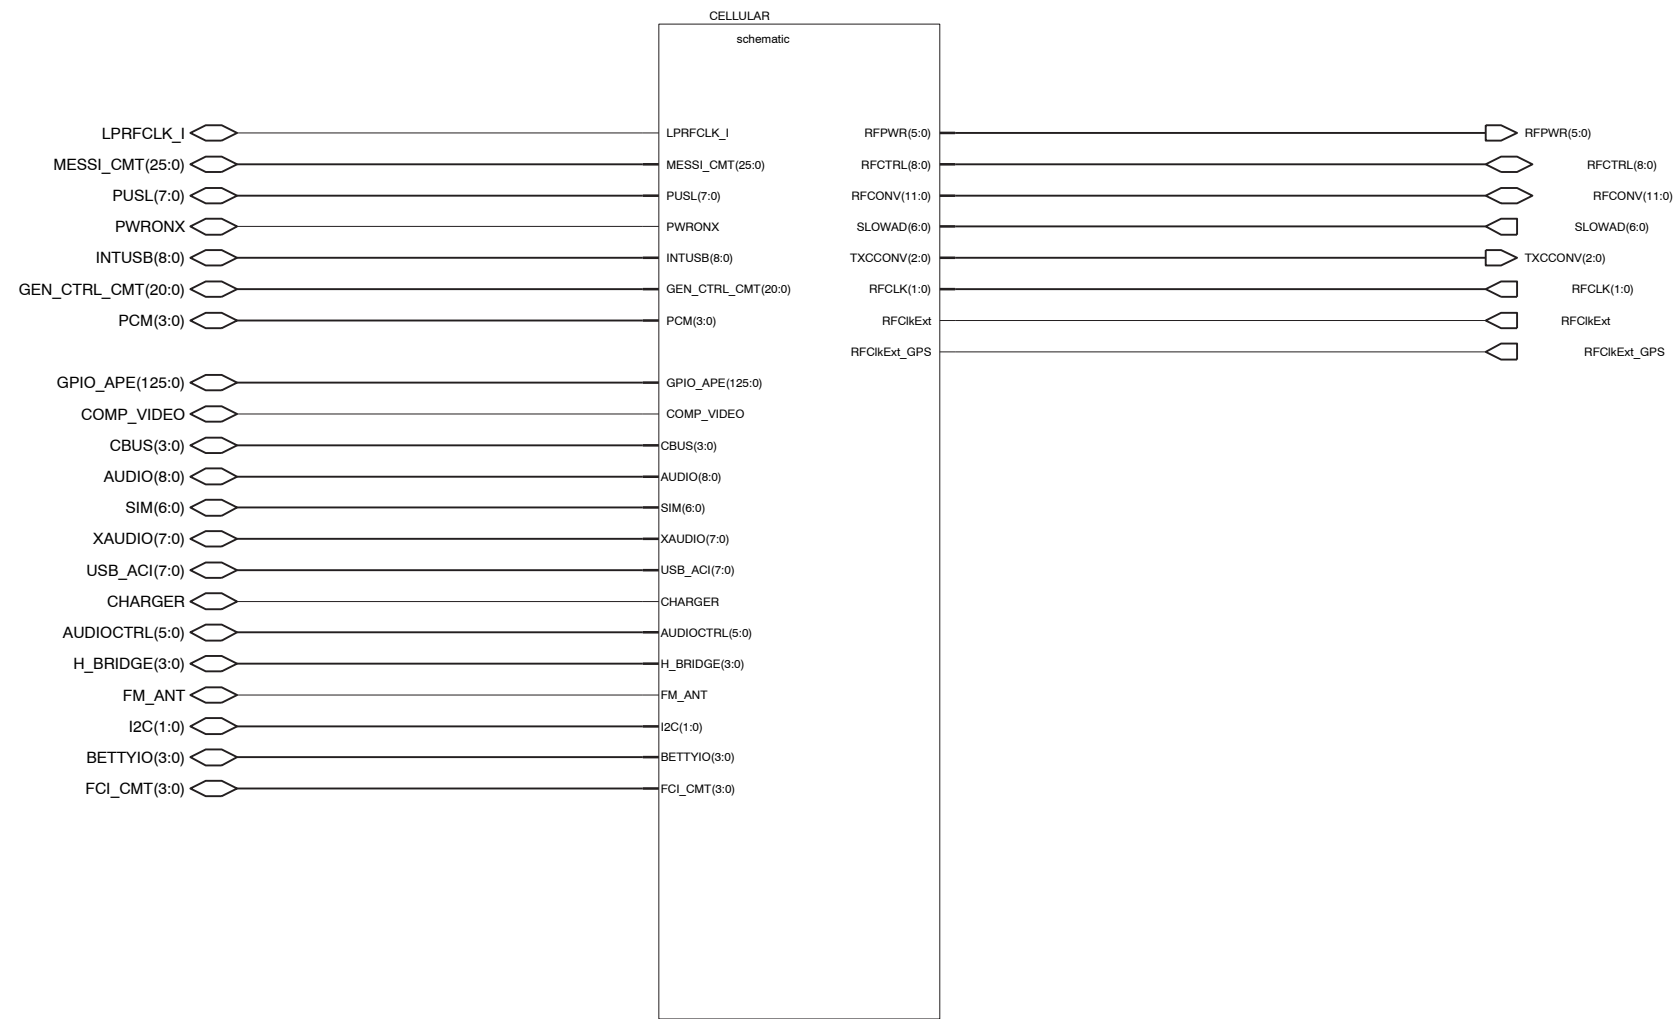 CELLULAR
schematic
LPRFCLK_I LPRFCLK_I RFPWR(5:0) RFPWR(5:0)
MESSI_CMT(25:0) MESSI_CMT(25:0) RFCTRL(8:0) RFCTRL(8:0)
PUSL(7:0) PUSL(7:0) RFCONV(11:0) RFCONV(11:0)
PWRONX PWRONX SLOWAD(6:0) SLOWAD(6:0)
INTUSB(8:0) INTUSB(8:0) TXCCONV(2:0) TXCCONV(2:0)
GEN_CTRL_CMT(20:0) GEN_CTRL_CMT(20:0) RFCLK(1:0) RFCLK(1:0)
PCM(3:0) PCM(3:0) RFClkExt RFClkExt
RFClkExt_GPS RFClkExt_GPS
GPIO_APE(125:0) GPIO_APE(125:0)
COMP_VIDEO COMP_VIDEO
CBUS(3:0) CBUS(3:0)
AUDIO(8:0) AUDIO(8:0)
SIM(6:0) SIM(6:0)
XAUDIO(7:0) XAUDIO(7:0)
USB_ACI(7:0) USB_ACI(7:0)
CHARGER CHARGER
AUDIOCTRL(5:0) AUDIOCTRL(5:0)
H_BRIDGE(3:0) H_BRIDGE(3:0)
FM_ANT FM_ANT
I2C(1:0) I2C(1:0)
BETTYIO(3:0) BETTYIO(3:0)
FCI_CMT(3:0) FCI_CMT(3:0)